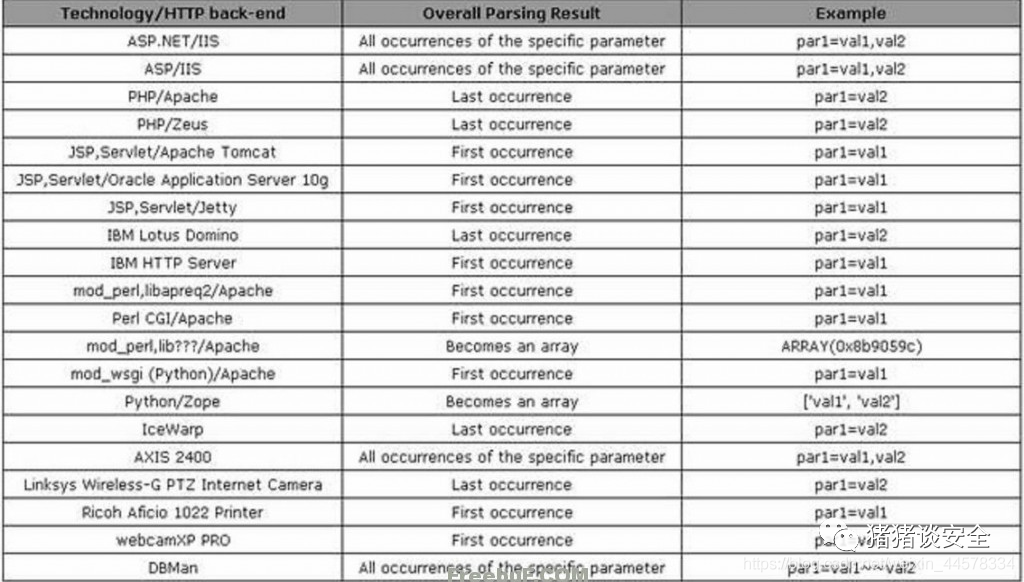 Technology/HTTP back-end Overall Parsing Result Example
ASP.NET/IIS All occurrences of the specific parameter par1=val1,val2
ASP/IIS All occurrences of the specific parameter par1=val1,val2
PHP/Apache Last occurrence par1=val2
PHP/Zeus Last occurrence par1=val2
JSP,Servlet/Apache Tomcat First occurrence par1=val1
JSP,Servlet/Oracle Application Server 10g First occurrence par1=val1
JSP,Servlet/Jetty First occurrence par1=val1
IBM Lotus Domino Last occurrence par1=val2
IBM HTTP Server First occurrence par1=val1
mod_perl,libapreq2/Apache First occurrence par1=val1
Perl CGI/Apache First occurrence par1=val1
mod_perl,lib???/Apache Becomes an array ARRAY(0x8b9059c)
mod_wsgi (Python)/Apache First occurrence par1=val1
Python/Zope Becomes an array ['val1', 'val2']
IceWarp Last occurrence par1=val2
AXIS 2400 All occurrences of the specific parameter par1=val1,val2
Linksys Wireless-G PTZ Internet Camera Last occurrence par1=val2
Ricoh Aficio 1022 Printer First occurrence par1=val1
webcamXP PRO First occurrence
猪猪谈安全
DBMan All occurrences of the specific parameter par1=val1~~val2
FreeBuf.COM